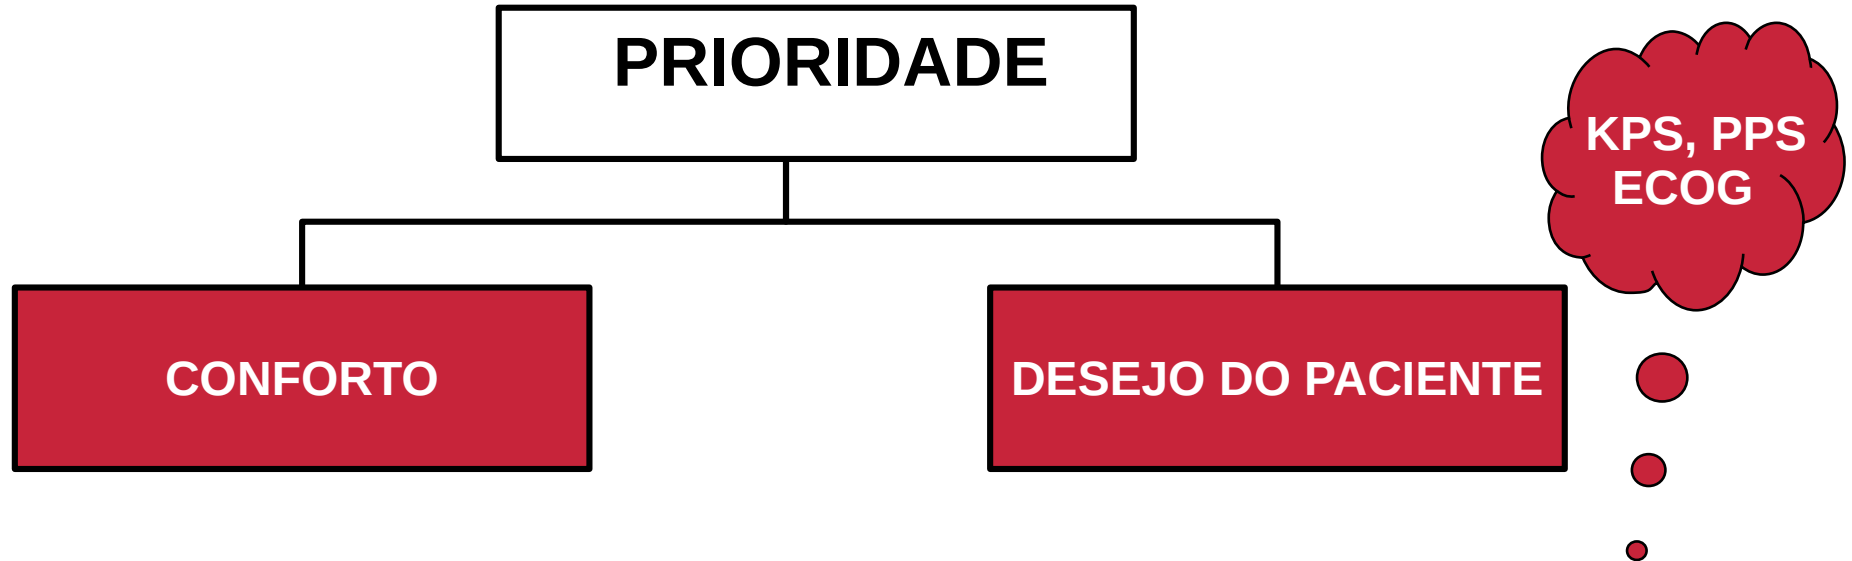 PRIORIDADE
KPS, PPS
ECOG
CONFORTO
DESEJO DO PACIENTE